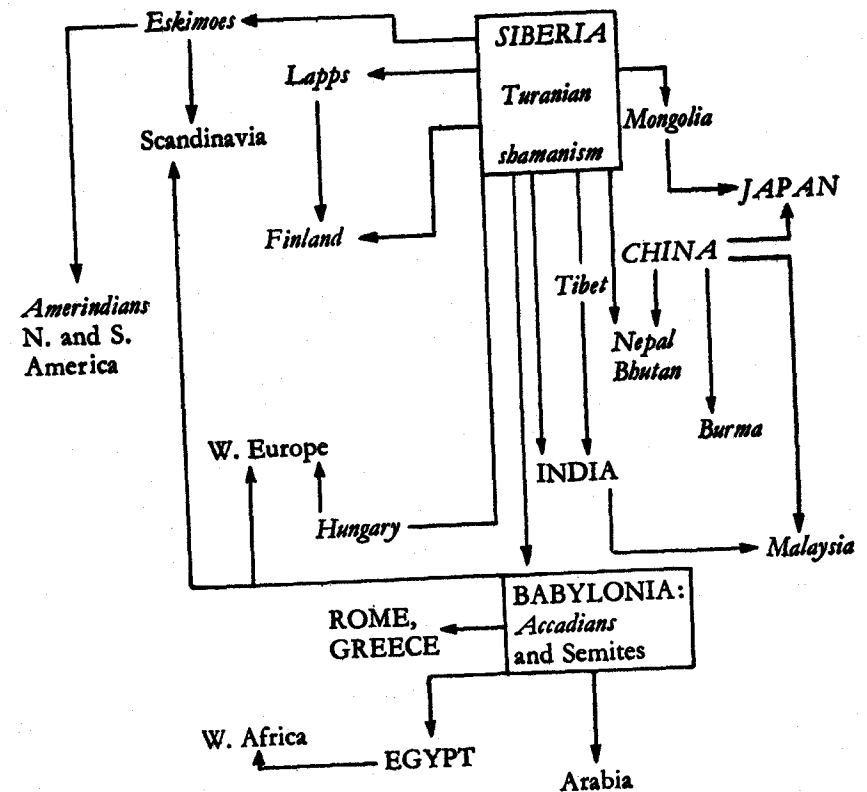 Eskimoes
SIBERIA
Lapps
Turanian
Mongolia
Scandinavia
shamanism
JAPAN
Finland
CHINA
Tibet
Amerindians
N. and S.
America
Nepal
Bhutan
Burma
W. Europe
INDIA
Hungary
Malaysia
BABYLONIA:
Accadians
and Semites
ROME,
GREECE
W. Africa
EGYPT
Arabia